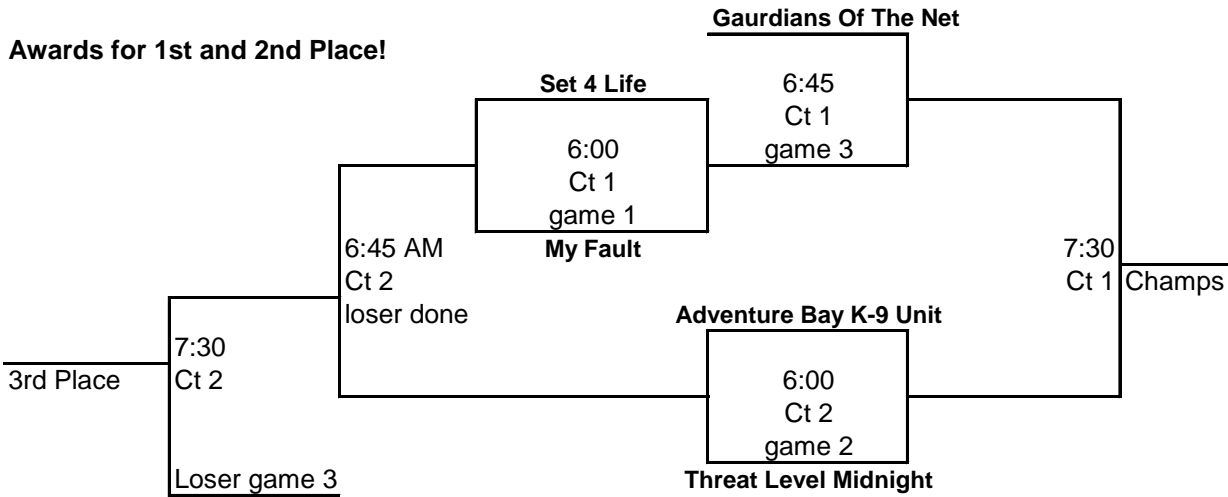 Gaurdians Of The Net
Awards for 1st and 2nd Place!
Set 4 Life
6:45
Ct 1
game 3
6:00
Ct 1
game 1
My Fault
6:45 AM
Ct 2
loser done
7:30
Ct 1
Champs
Adventure Bay K-9 Unit
7:30
Ct 2
3rd Place
6:00
Ct 2
game 2
Loser game 3
Threat Level Midnight